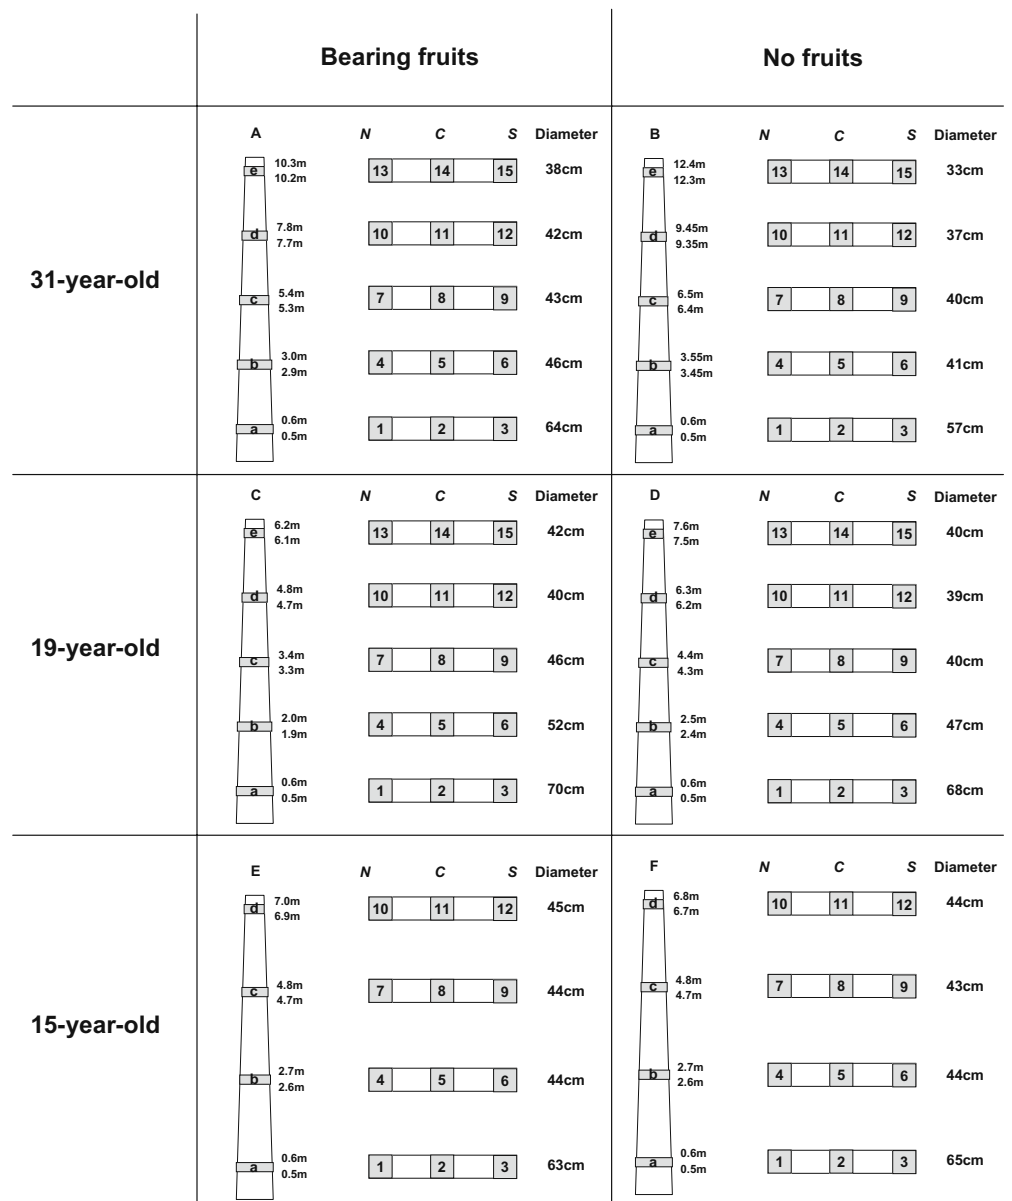 Bearing fruits No fruits
31-year-old
A N C S Diameter
e 10.3m 10.2m 13 14 15 38cm
d 7.8m 7.7m 10 11 12 42cm
c 5.4m 5.3m 7 8 9 43cm
b 3.0m 2.9m 4 5 6 46cm
a 0.6m 0.5m 1 2 3 64cm
B N C S Diameter
e 12.4m 12.3m 13 14 15 33cm
d 9.45m 9.35m 10 11 12 37cm
c 6.5m 6.4m 7 8 9 40cm
b 3.55m 3.45m 4 5 6 41cm
a 0.6m 0.5m 1 2 3 57cm
19-year-old
C N C S Diameter
e 6.2m 6.1m 13 14 15 42cm
d 4.8m 4.7m 10 11 12 40cm
c 3.4m 3.3m 7 8 9 46cm
b 2.0m 1.9m 4 5 6 52cm
a 0.6m 0.5m 1 2 3 70cm
D N C S Diameter
e 7.6m 7.5m 13 14 15 40cm
d 6.3m 6.2m 10 11 12 39cm
c 4.4m 4.3m 7 8 9 40cm
b 2.5m 2.4m 4 5 6 47cm
a 0.6m 0.5m 1 2 3 68cm
15-year-old
E N C S Diameter
d 7.0m 6.9m 10 11 12 45cm
c 4.8m 4.7m 7 8 9 44cm
b 2.7m 2.6m 4 5 6 44cm
a 0.6m 0.5m 1 2 3 63cm
F N C S Diameter
d 6.8m 6.7m 10 11 12 44cm
c 4.8m 4.7m 7 8 9 43cm
b 2.7m 2.6m 4 5 6 44cm
a 0.6m 0.5m 1 2 3 65cm